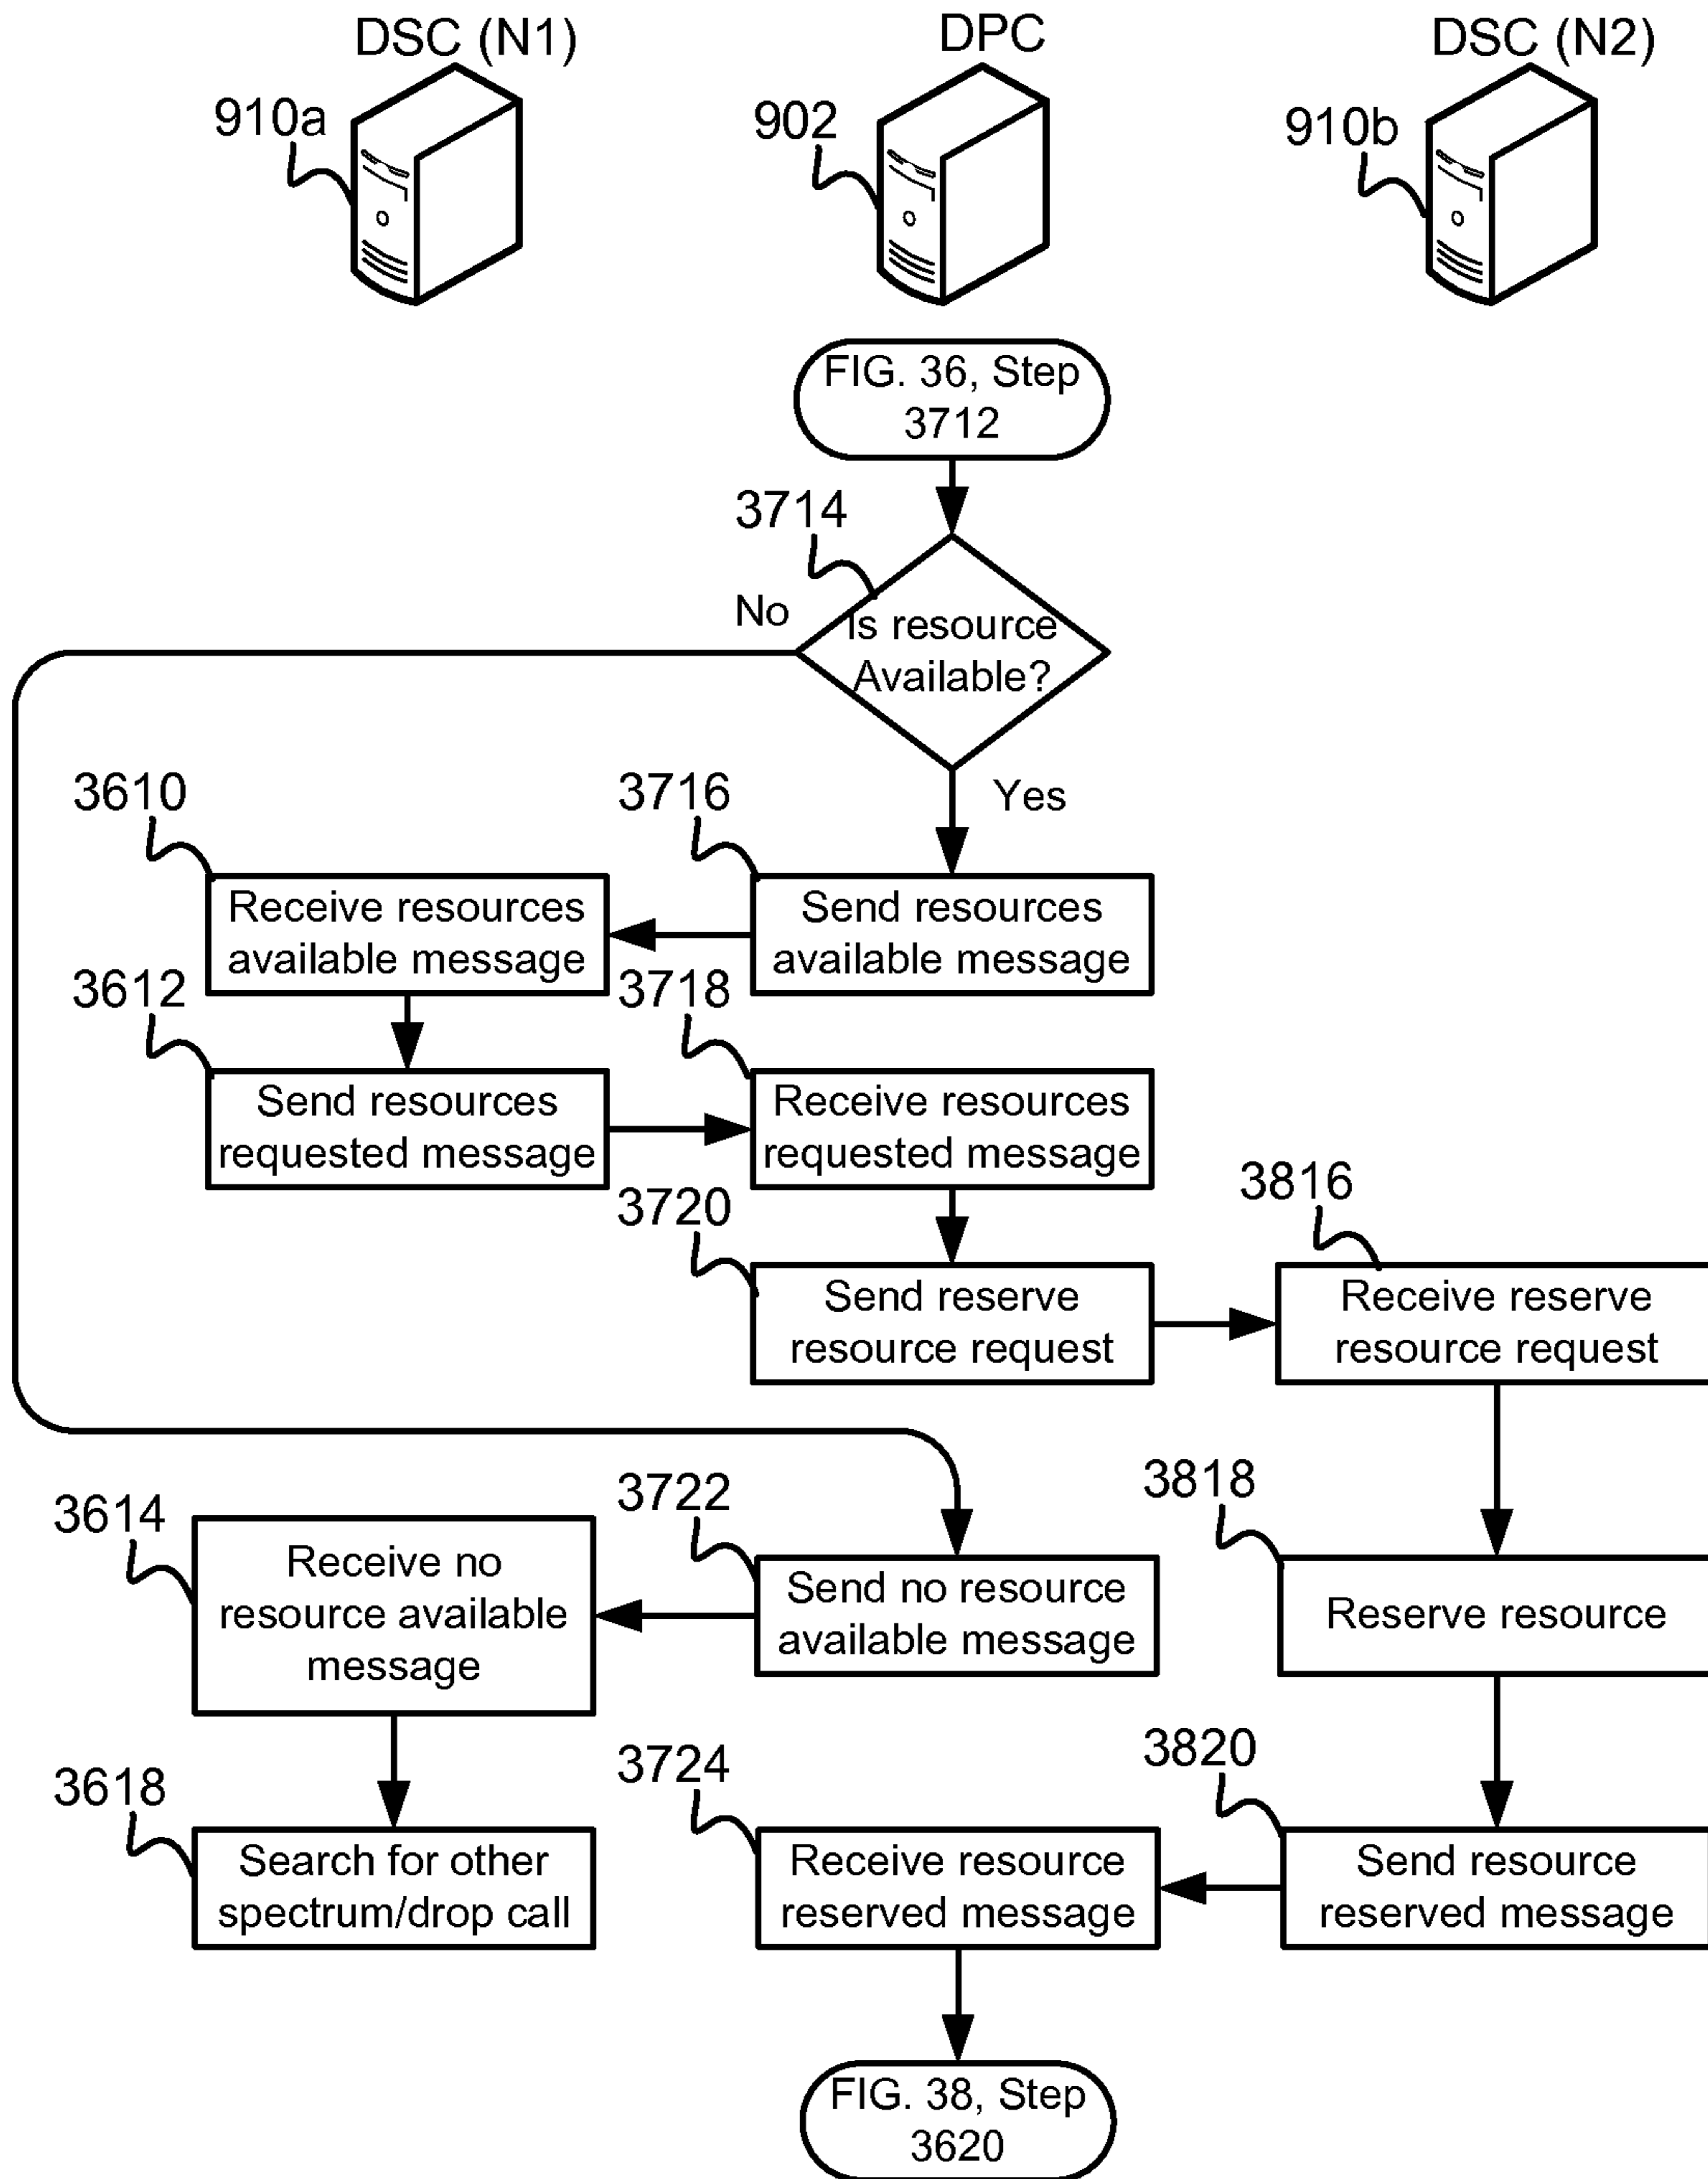 DSC (N1)
DPC
DSC (N2)
910a
902
910b
FIG. 36, Step
3712
3714
No
Is resource
Available?
Yes
3610
3716
Receive resources
available message
Send resources
available message
3612
3718
Send resources
requested message
Receive resources
requested message
3720
3816
Send reserve
resource request
Receive reserve
resource request
3614
3722
3818
Receive no
resource available
message
Send no resource
available message
Reserve resource
3618
3724
3820
Search for other
spectrum/drop call
Receive resource
reserved message
Send resource
reserved message
FIG. 38, Step
3620